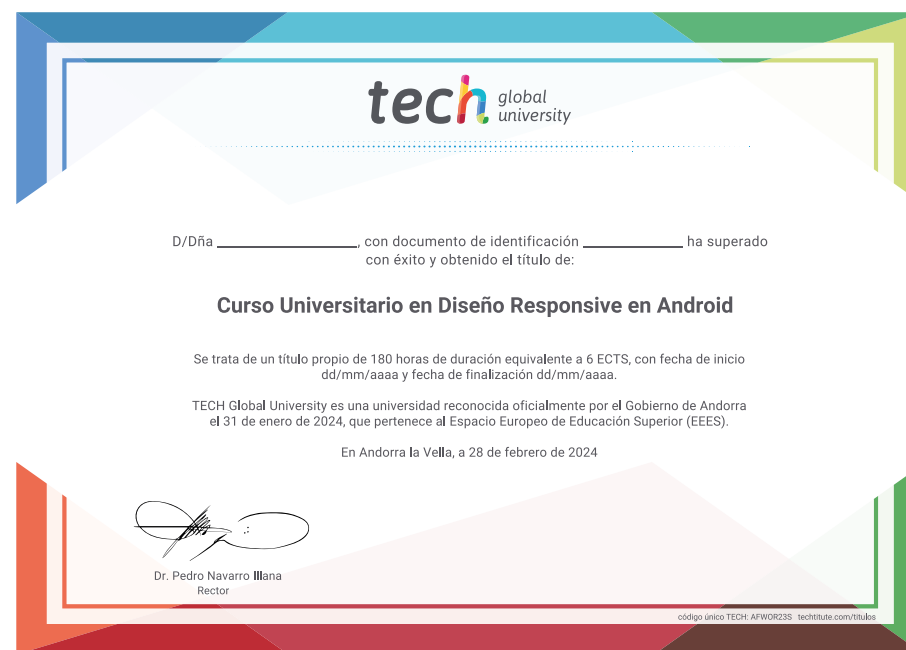 tech global university
D/Dña ____________________, con documento de identificación ______________ ha superado
con éxito y obtenido el título de:
Curso Universitario en Diseño Responsive en Android
Se trata de un título propio de 180 horas de duración equivalente a 6 ECTS, con fecha de inicio
dd/mm/aaaa y fecha de finalización dd/mm/aaaa.
TECH Global University es una universidad reconocida oficialmente por el Gobierno de Andorra
el 31 de enero de 2024, que pertenece al Espacio Europeo de Educación Superior (EEES).
En Andorra la Vella, a 28 de febrero de 2024
Dr. Pedro Navarro Illana
Rector
código único TECH: AFWOR23S techtitute.com/titulos